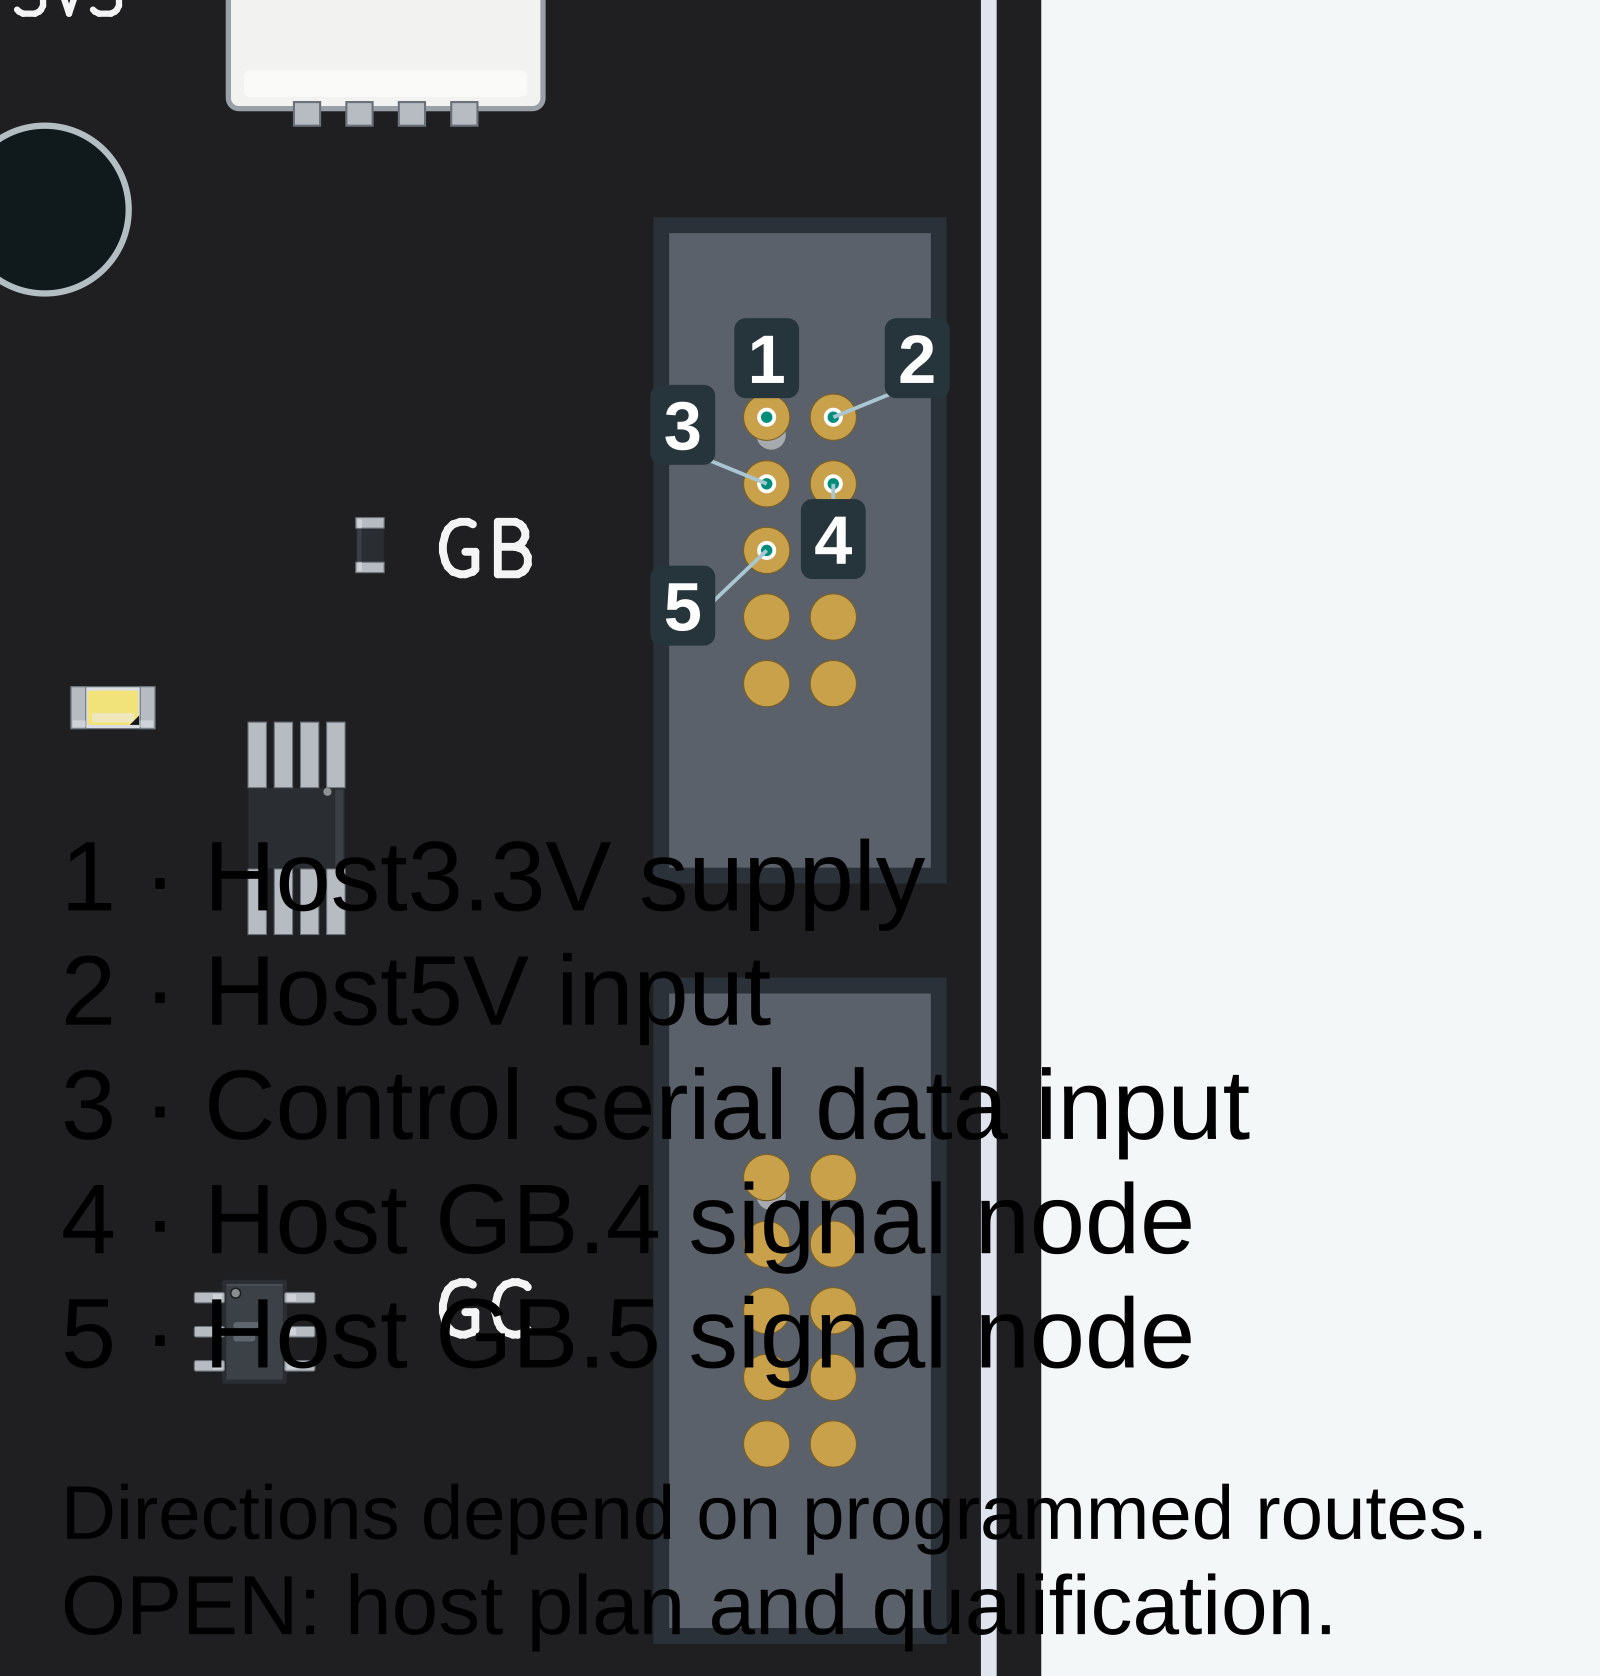 1
2
3
4
GB
5
1 · Host3.3V supply
2 · Host5V input
3 · Control serial data input
4 · Host GB.4 signal node
GC
5 · Host GB.5 signal node
Directions depend on programmed routes.
OPEN: host plan and qualification.